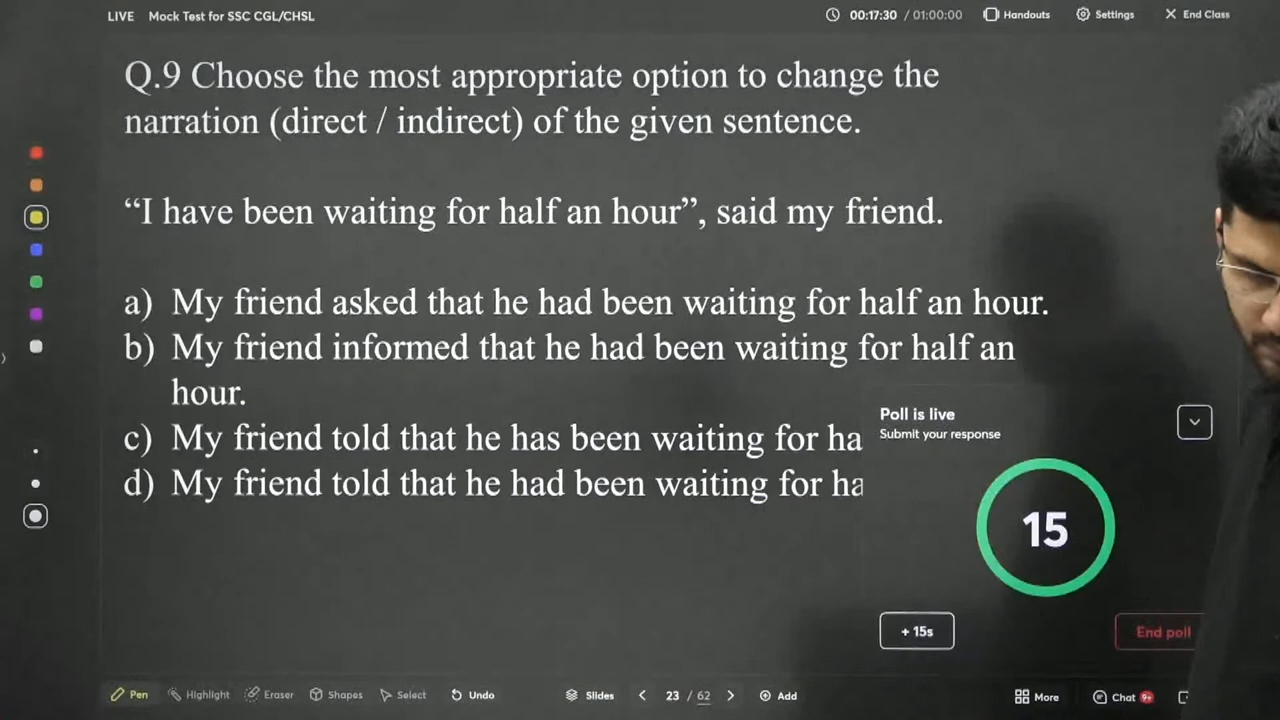 LIVE Mock Test for SSC CGL/CHSL
00:17:30 / 01:00:00 Handouts Settings End Class
Q.9 Choose the most appropriate option to change the
narration (direct / indirect) of the given sentence.
“I have been waiting for half an hour”, said my friend.
a) My friend asked that he had been waiting for half an hour.
b) My friend informed that he had been waiting for half an
hour.
c) My friend told that he has been waiting for ha
d) My friend told that he had been waiting for ha
Poll is live
Submit your response
15
+ 15s
End poll
Pen Highlight Eraser Shapes Select Undo Slides 23 / 62 Add More Chat 9+